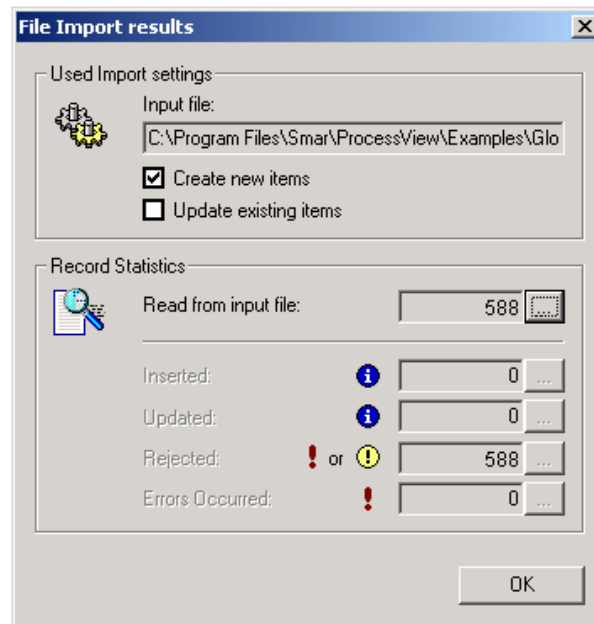 File Import results
Used Import settings
Input file:
C:\Program Files\Smar\ProcessView\Examples\Glo
Create new items
Update existing items
Record Statistics
Read from input file: 588 ...
Inserted: 0 ...
Updated: 0 ...
Rejected: ! or ! 588 ...
Errors Occurred: ! 0 ...
OK